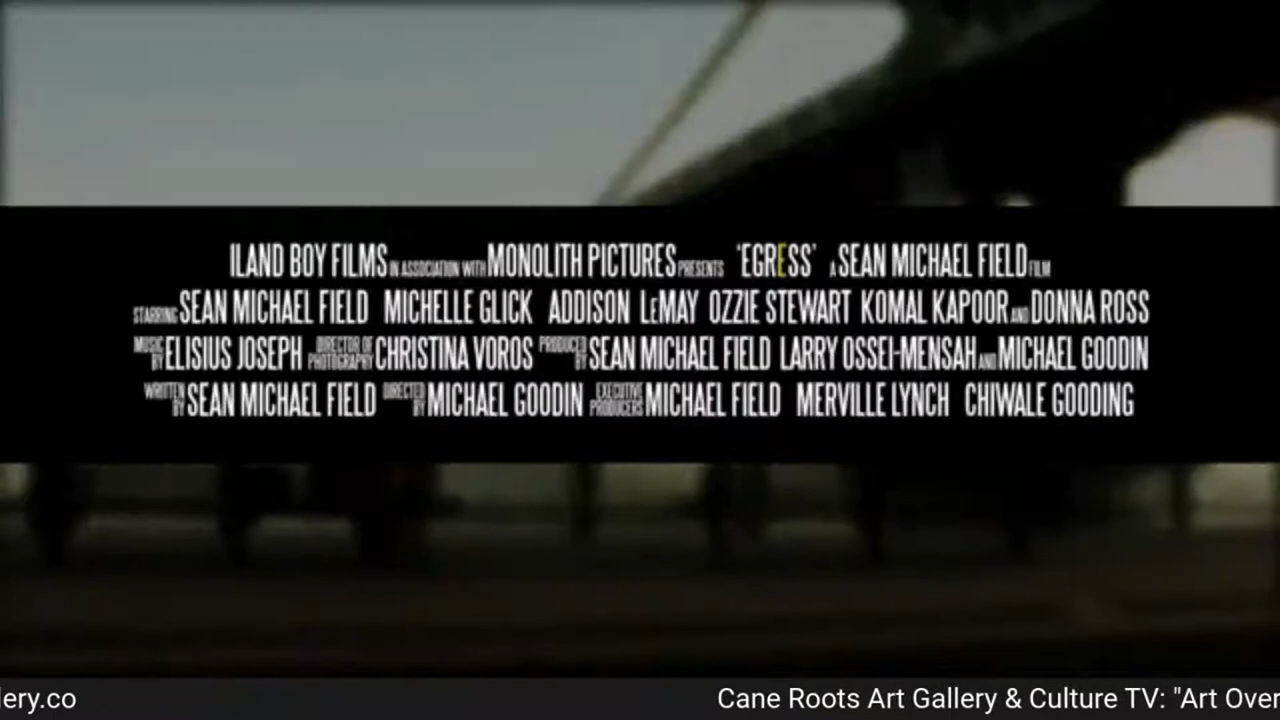 ILAND BOY FILMS IN ASSOCIATION WITH MONOLITH PICTURES PRESENTS 'EGRESS' A SEAN MICHAEL FIELD FILM
STARRING SEAN MICHAEL FIELD MICHELLE GLICK ADDISON LeMAY OZZIE STEWART KOMAL KAPOOR AND DONNA ROSS
MUSIC BY ELISIUS JOSEPH DIRECTOR OF PHOTOGRAPHY CHRISTINA VOROS PRODUCED BY SEAN MICHAEL FIELD LARRY OSSEI-MENSAH AND MICHAEL GOODIN
WRITTEN BY SEAN MICHAEL FIELD DIRECTED BY MICHAEL GOODIN EXECUTIVE PRODUCERS MICHAEL FIELD MERVILLE LYNCH CHIWALE GOODING
lery.co Cane Roots Art Gallery & Culture TV: "Art Over